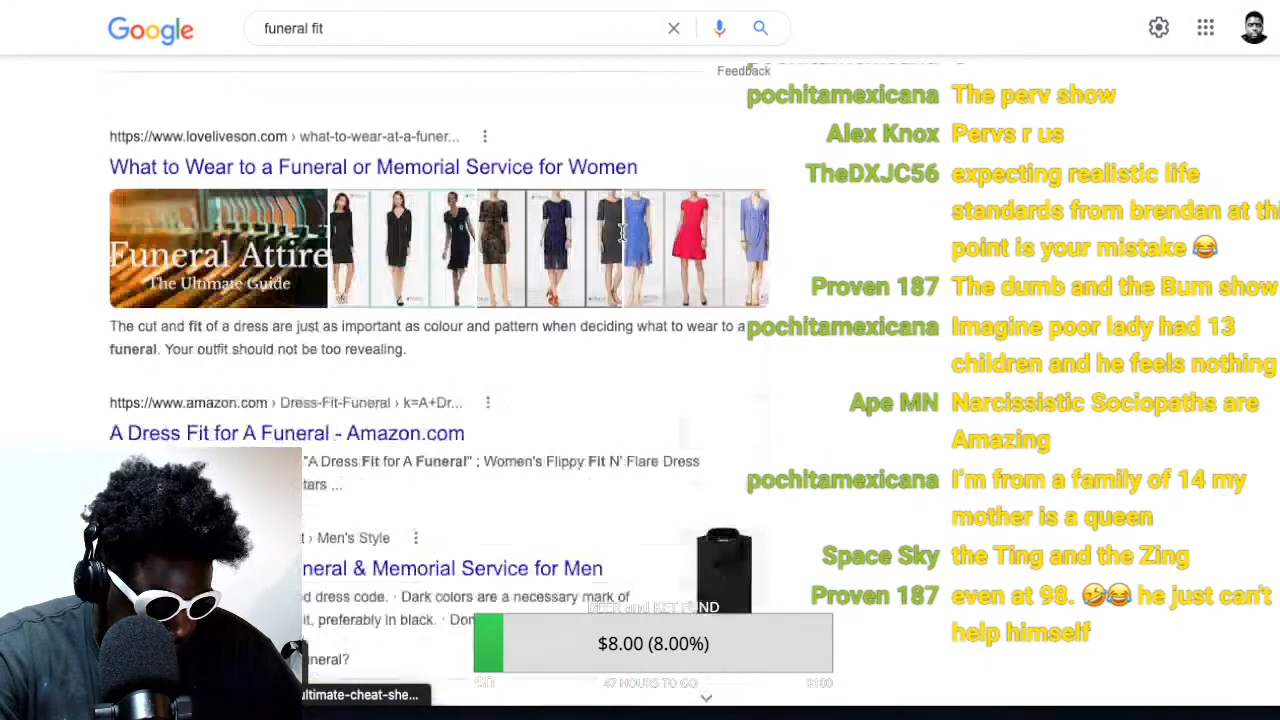 Google
funeral fit
Feedback
https://www.loveliveson.com › what-to-wear-at-a-funer...
What to Wear to a Funeral or Memorial Service for Women
Funeral Attire
The Ultimate Guide
The cut and fit of a dress are just as important as colour and pattern when deciding what to wear to a
funeral. Your outfit should not be too revealing.
https://www.amazon.com › Dress-Fit-Funeral › k=A+Dr...
A Dress Fit for A Funeral - Amazon.com
"A Dress Fit for A Funeral" ; Women's Flippy Fit N' Flare Dress
tars ...
t › Men's Style
neral & Memorial Service for Men
d dress code. · Dark colors are a necessary mark of
it, preferably in black. · Don
neral?
ultimate-cheat-she...
pochitamexicana The perv show
Alex Knox Pervs r us
TheDXJC56 expecting realistic life
standards from brendan at thi
point is your mistake 😂
Proven 187 The dumb and the Bum show
pochitamexicana Imagine poor lady had 13
children and he feels nothing
Ape MN Narcissistic Sociopaths are
Amazing
pochitamexicana I'm from a family of 14 my
mother is a queen
Space Sky the Ting and the Zing
Proven 187 even at 98. 🤣😂 he just can't
help himself
$8.00 (8.00%)
$0 47 HOURS TO GO $100